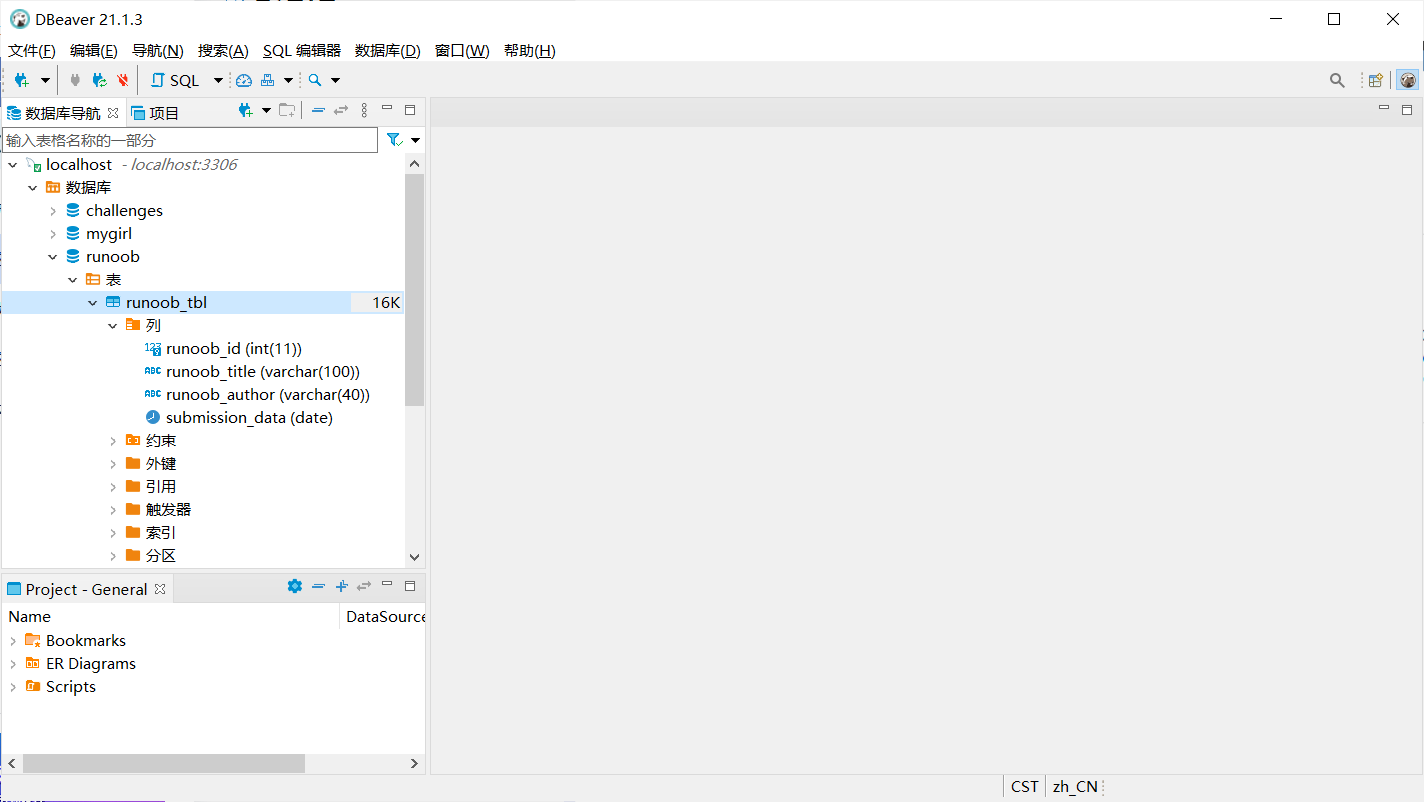 DBeaver 21.1.3
文件(F) 编辑(E) 导航(N) 搜索(A) SQL 编辑器 数据库(D) 窗口(W) 帮助(H)
SQL
数据库导航 项目
输入表格名称的一部分
localhost - localhost:3306
数据库
challenges
mygirl
runoob
表
runoob_tbl 16K
列
123 runoob_id (int(11))
ABC runoob_title (varchar(100))
ABC runoob_author (varchar(40))
submission_data (date)
约束
外键
引用
触发器
索引
分区
Project - General
Name DataSource
Bookmarks
ER Diagrams
Scripts
CST zh_CN